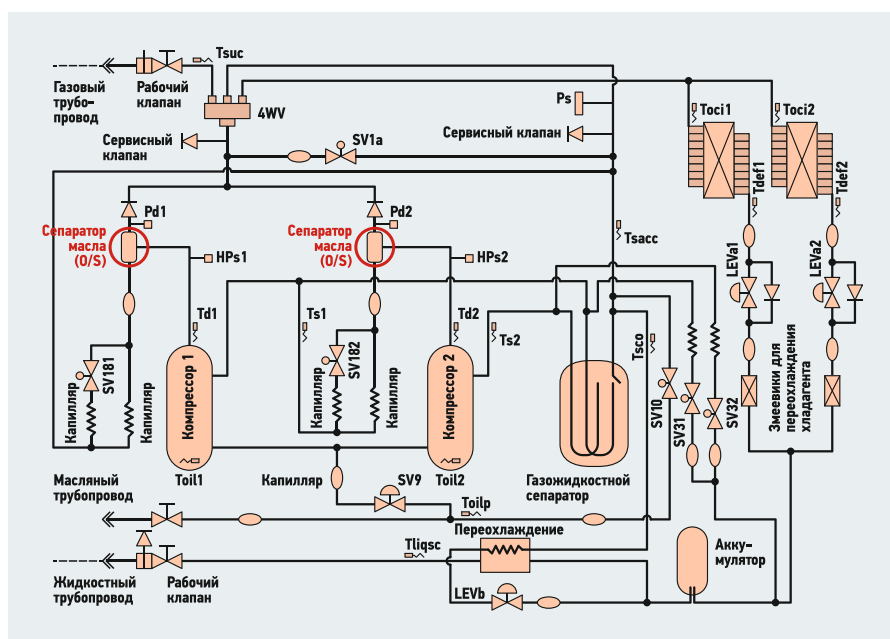 Tsuc
Газовый
трубо-
провод
Рабочий
клапан
4WV
Ps
Toci1
Toci2
Сервисный
клапан
SV1a
Сервисный клапан
Tdef1
Tdef2
Pd1
Pd2
Сепаратор
масла
(O/S)
Сепаратор
масла
(O/S)
HPs1
HPs2
Tsacc
LEVa1
LEVa2
Td1
Ts1
Td2
Ts2
Tsco
SV181
SV182
Капилляр
Капилляр
Компрессор 1
Капилляр
Капилляр
Компрессор 2
SV10
SV31
SV32
Змеевики для
переохлаждения
хладагента
Масляный
трубопровод
Toil1
Капилляр
SV9
Toil2
Газожидкостный
сепаратор
Toilp
Переохлаждение
Tliqsc
Акку-
мулятор
Жидкостный
трубопровод
Рабочий
клапан
LEVb